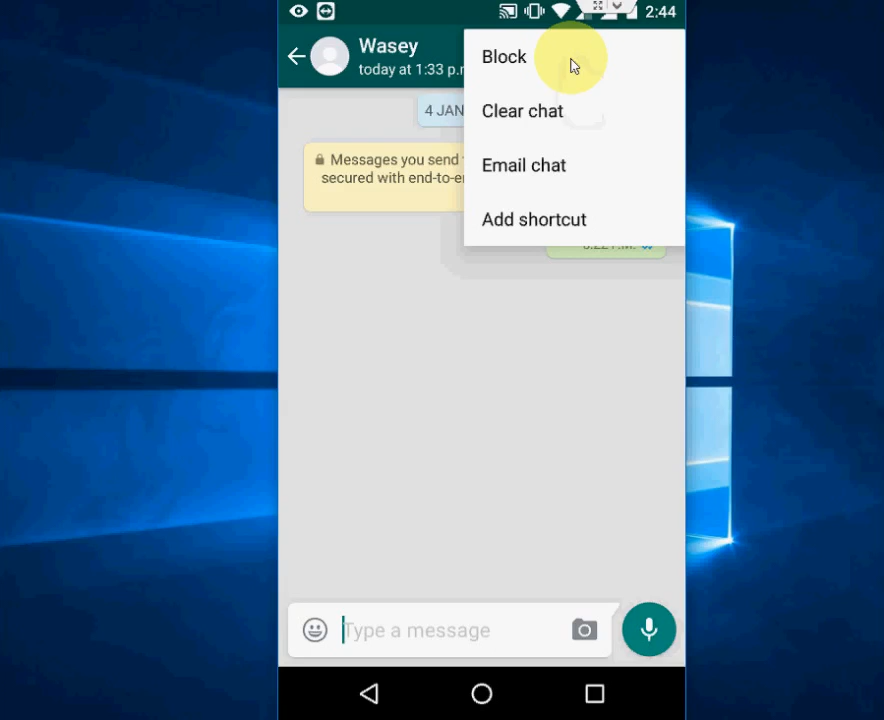 2:44
Wasey
today at 1:33 p.
Block
4 JAN
Clear chat
Messages you send
secured with end-to-e
Email chat
Add shortcut
Type a message